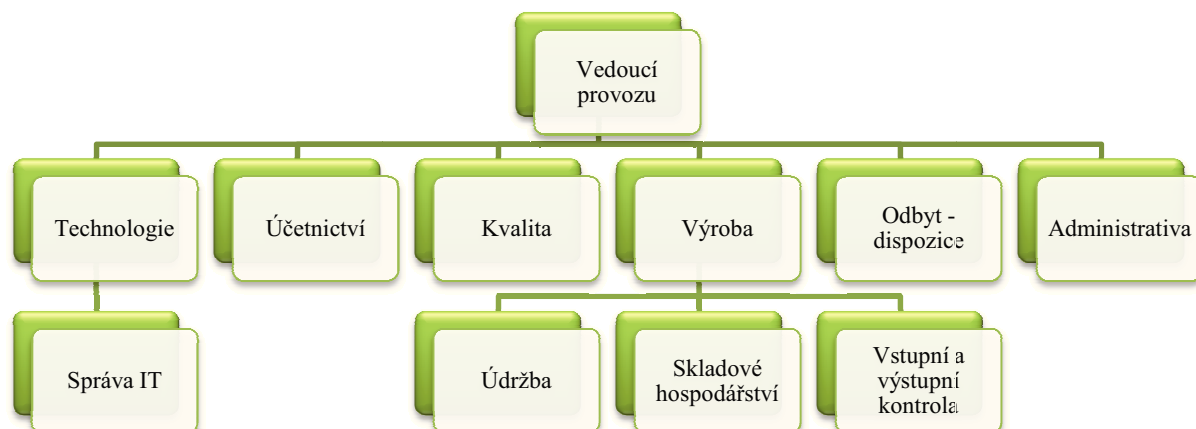 Vedoucí
provozu
Technologie
Účetnictví
Kvalita
Výroba
Odbyt -
dispozice
Administrativa
Správa IT
Údržba
Skladové
hospodářství
Vstupní a
výstupní
kontrola